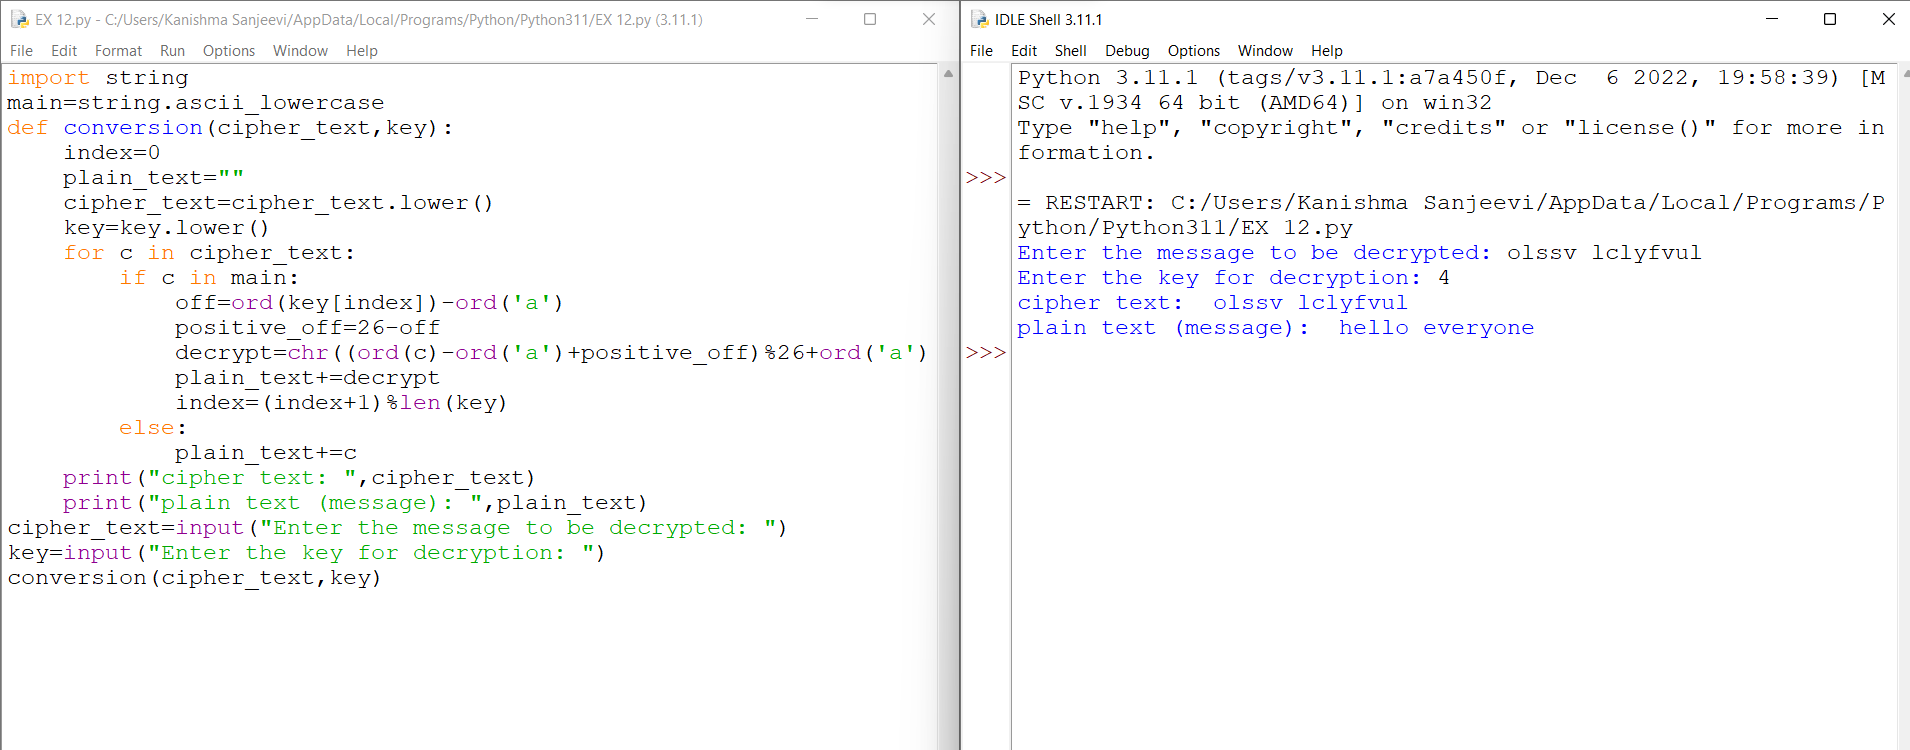 EX 12.py - C:/Users/Kanishma Sanjeevi/AppData/Local/Programs/Python/Python311/EX 12.py (3.11.1)
File Edit Format Run Options Window Help
import string
main=string.ascii_lowercase
def conversion(cipher_text,key):
    index=0
    plain_text=""
    cipher_text=cipher_text.lower()
    key=key.lower()
    for c in cipher_text:
        if c in main:
            off=ord(key[index])-ord('a')
            positive_off=26-off
            decrypt=chr((ord(c)-ord('a')+positive_off)%26+ord('a')
            plain_text+=decrypt
            index=(index+1)%len(key)
        else:
            plain_text+=c
    print("cipher text: ",cipher_text)
    print("plain text (message): ",plain_text)
cipher_text=input("Enter the message to be decrypted: ")
key=input("Enter the key for decryption: ")
conversion(cipher_text,key)
IDLE Shell 3.11.1
File Edit Shell Debug Options Window Help
Python 3.11.1 (tags/v3.11.1:a7a450f, Dec  6 2022, 19:58:39) [M
SC v.1934 64 bit (AMD64)] on win32
Type "help", "copyright", "credits" or "license()" for more in
formation.
>>>
= RESTART: C:/Users/Kanishma Sanjeevi/AppData/Local/Programs/P
ython/Python311/EX 12.py
Enter the message to be decrypted: olssv lclyfvul
Enter the key for decryption: 4
cipher text:  olssv lclyfvul
plain text (message):  hello everyone
>>>